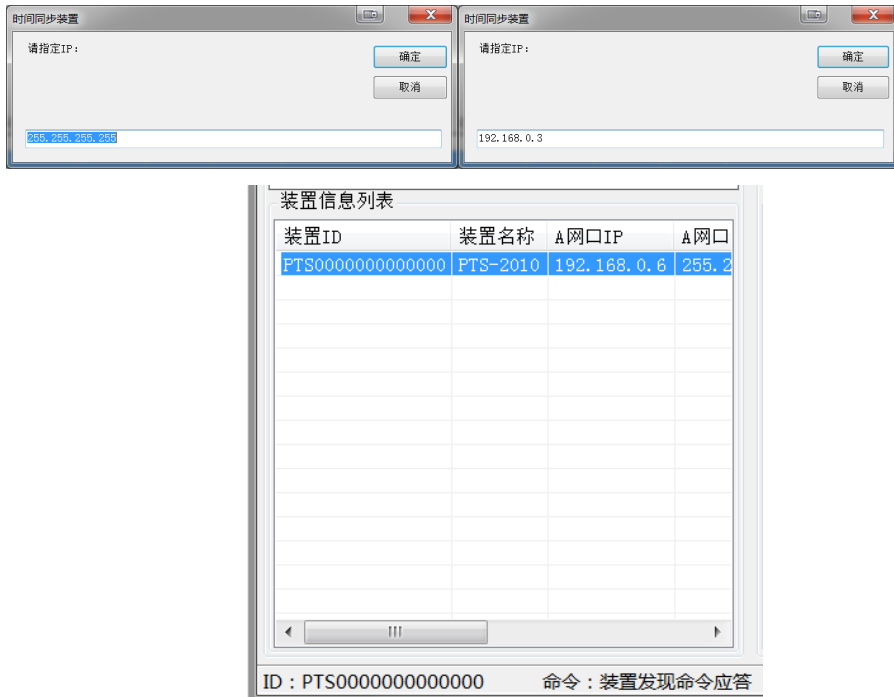 时间同步装置
请指定IP:
确定
取消
255.255.255.255
时间同步装置
请指定IP:
确定
取消
192.168.0.3
装置信息列表
装置ID 装置名称 A网口IP A网口
PTS0000000000000 PTS-2010 192.168.0.6 255.2
ID：PTS0000000000000 命令：装置发现命令应答